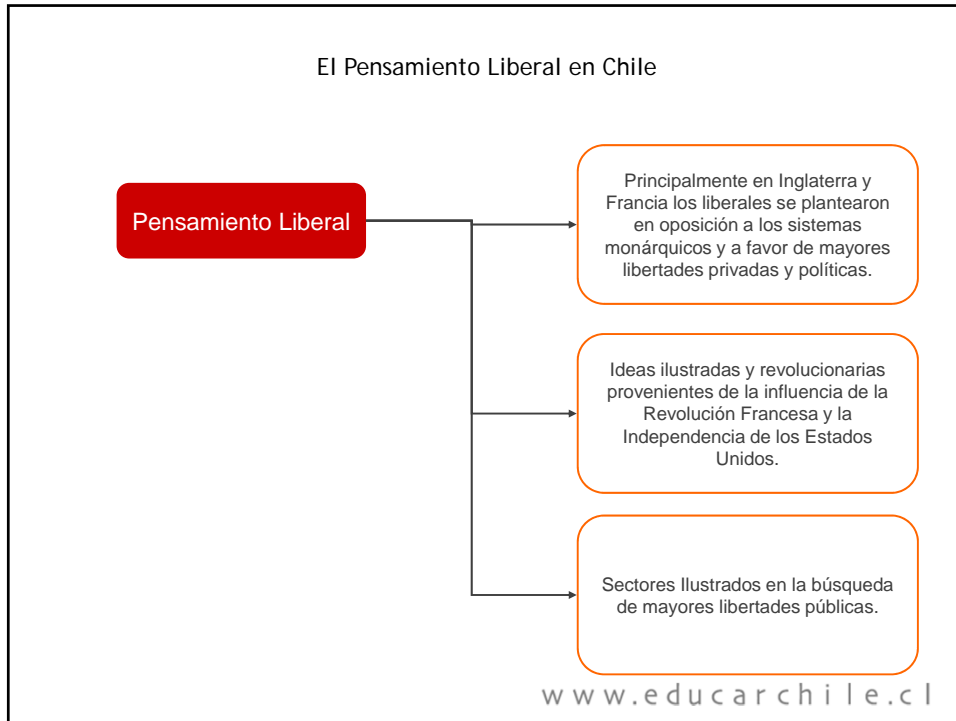 El Pensamiento Liberal en Chile
Pensamiento Liberal
Principalmente en Inglaterra y
Francia los liberales se plantearon
en oposición a los sistemas
monárquicos y a favor de mayores
libertades privadas y políticas.
Ideas ilustradas y revolucionarias
provenientes de la influencia de la
Revolución Francesa y la
Independencia de los Estados
Unidos.
Sectores Ilustrados en la búsqueda
de mayores libertades públicas.
www.educarchile.cl